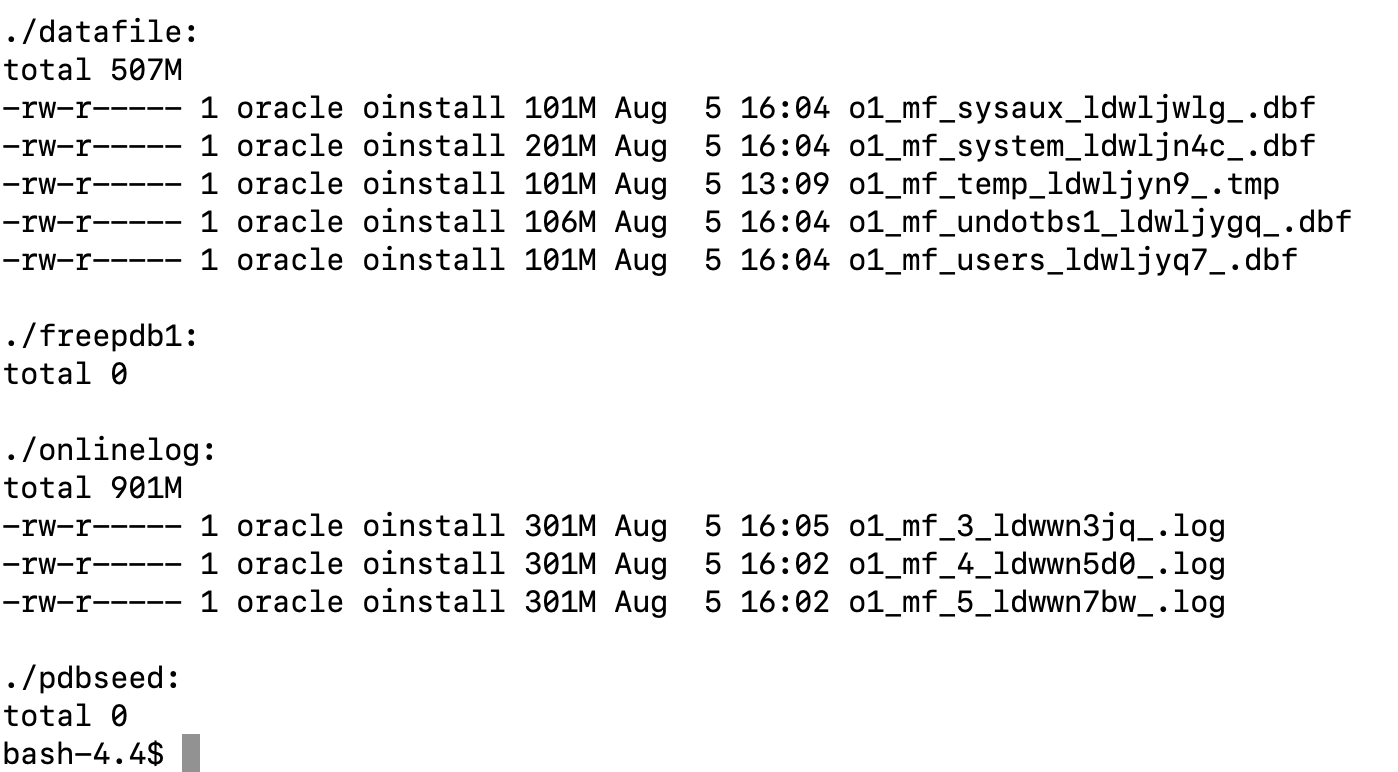 ./datafile:
total 507M
-rw-r----- 1 oracle oinstall 101M Aug  5 16:04 o1_mf_sysaux_ldwljwlg_.dbf
-rw-r----- 1 oracle oinstall 201M Aug  5 16:04 o1_mf_system_ldwljn4c_.dbf
-rw-r----- 1 oracle oinstall 101M Aug  5 13:09 o1_mf_temp_ldwljyn9_.tmp
-rw-r----- 1 oracle oinstall 106M Aug  5 16:04 o1_mf_undotbs1_ldwljygq_.dbf
-rw-r----- 1 oracle oinstall 101M Aug  5 16:04 o1_mf_users_ldwljyq7_.dbf

./freepdb1:
total 0

./onlinelog:
total 901M
-rw-r----- 1 oracle oinstall 301M Aug  5 16:05 o1_mf_3_ldwwn3jq_.log
-rw-r----- 1 oracle oinstall 301M Aug  5 16:02 o1_mf_4_ldwwn5d0_.log
-rw-r----- 1 oracle oinstall 301M Aug  5 16:02 o1_mf_5_ldwwn7bw_.log

./pdbseed:
total 0
bash-4.4$